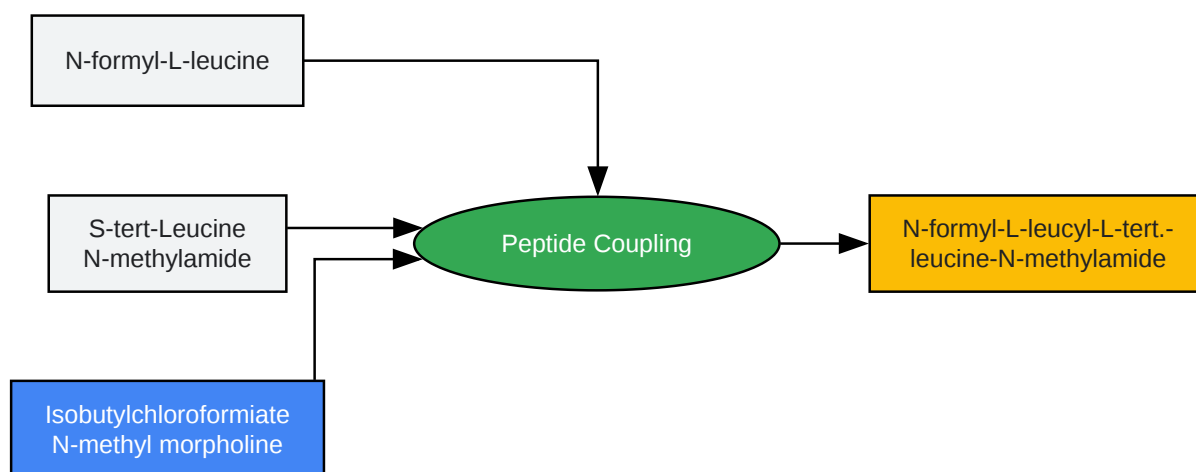 N-formyl-L-leucine
S-tert-Leucine
N-methylamide
Peptide Coupling
N-formyl-L-leucyl-L-tert.-
leucine-N-methylamide
Isobutylchloroformiate
N-methyl morpholine